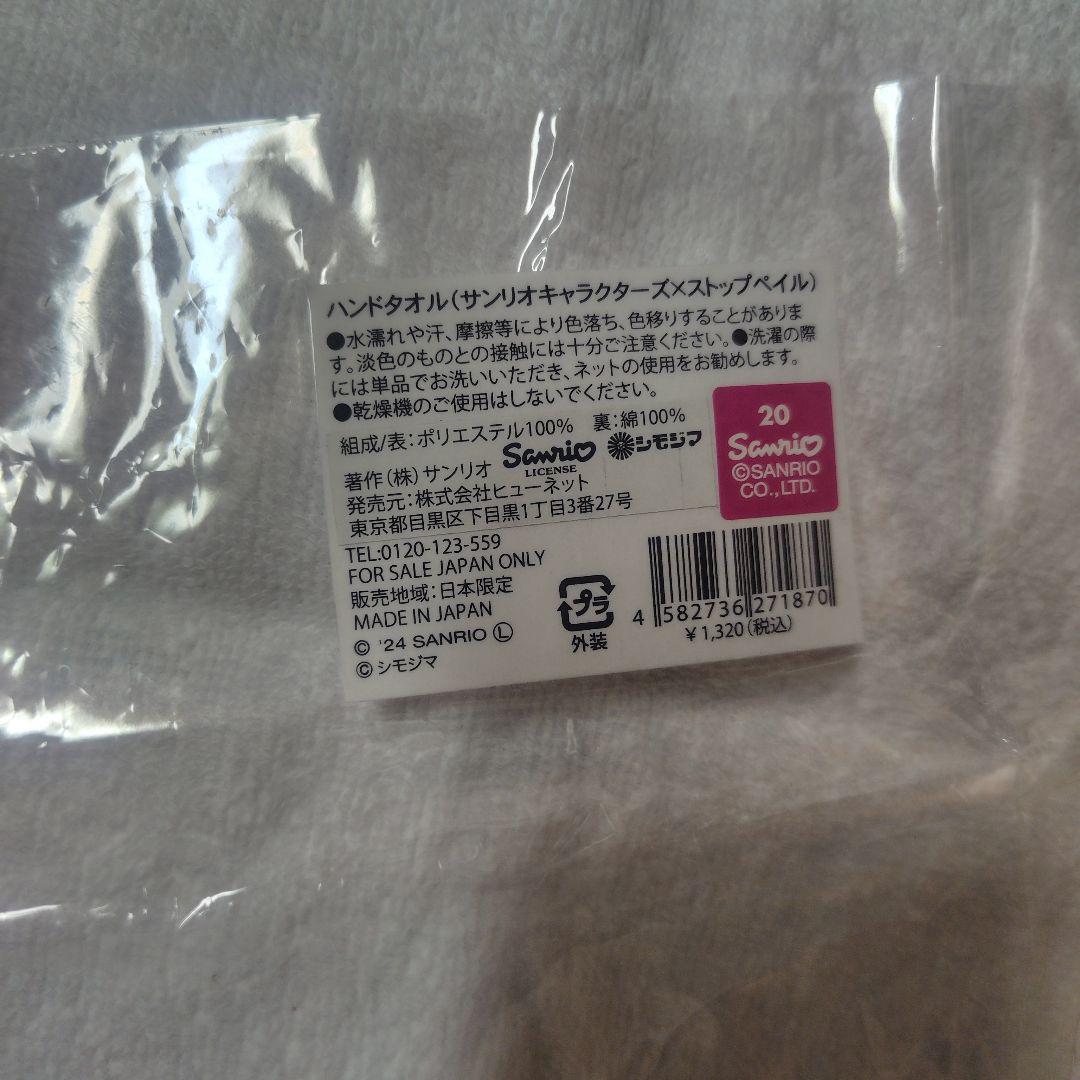 ハンドタオル(サンリオキャラクターズ×ストップペイル)
●水濡れや汗、摩擦等により色落ち、色移りすることがありま
す。淡色のものとの接触には十分ご注意ください。●洗濯の際
には単品でお洗いいただき、ネットの使用をお勧めします。
●乾燥機のご使用はしないでください。
組成/表:ポリエステル100% 裏:綿100%
著作(株)サンリオ
Sanrio
LICENSE
シモジマ
発売元:株式会社ヒューネット
東京都目黒区下目黒1丁目3番27号
20
Sanrio
©SANRIO
CO.,LTD.
TEL:0120-123-559
FOR SALE JAPAN ONLY
販売地域:日本限定
MADE IN JAPAN
© '24 SANRIO Ⓛ
©シモジマ
プラ
外装
4 582736 271870
¥1,320(税込)